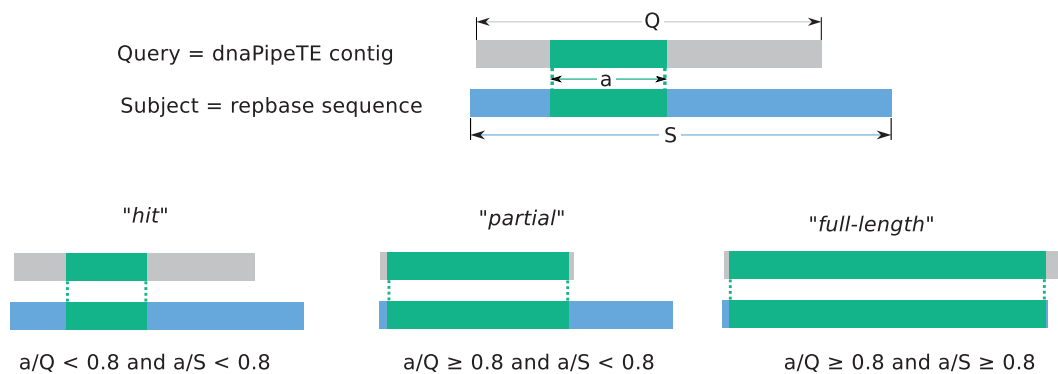 Q
Query = dnaPipeTE contig
a
Subject = repbase sequence
S
"hit"
"partial"
"full-length"
a/Q < 0.8 and a/S < 0.8
a/Q ≥ 0.8 and a/S < 0.8
a/Q ≥ 0.8 and a/S ≥ 0.8